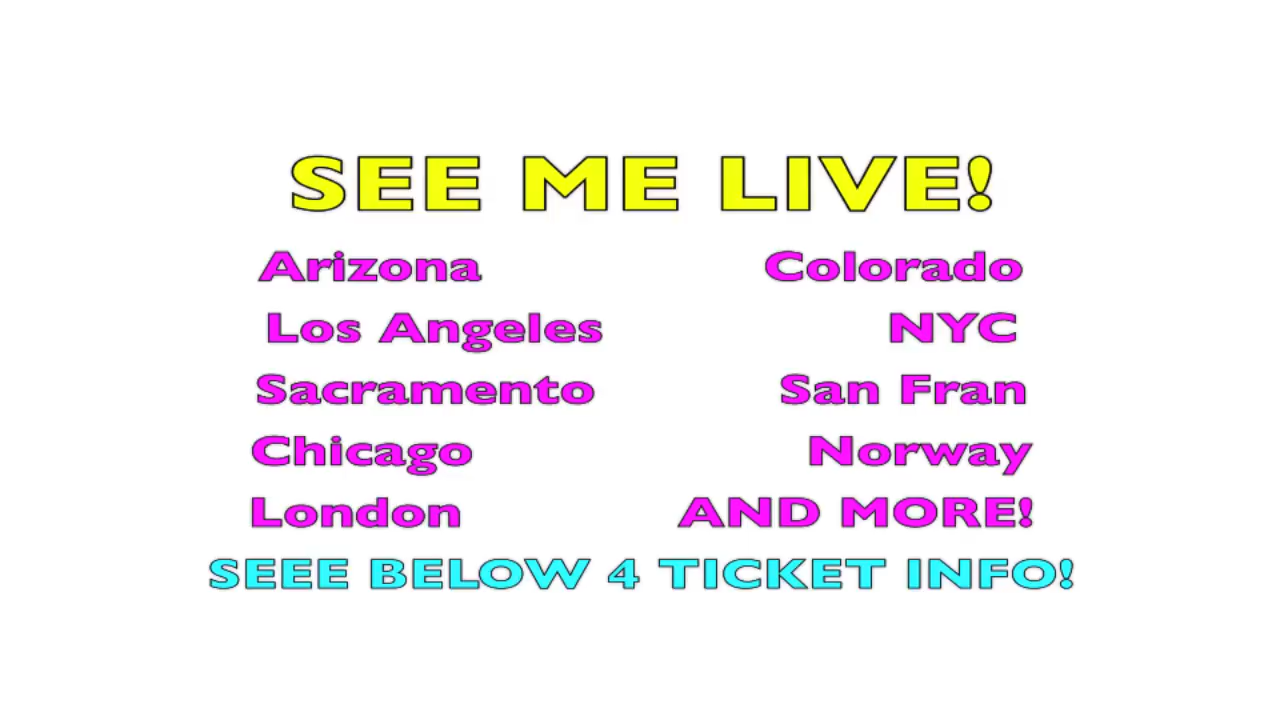 SEE ME LIVE!
Arizona Colorado
Los Angeles NYC
Sacramento San Fran
Chicago Norway
London AND MORE!
SEEE BELOW 4 TICKET INFO!